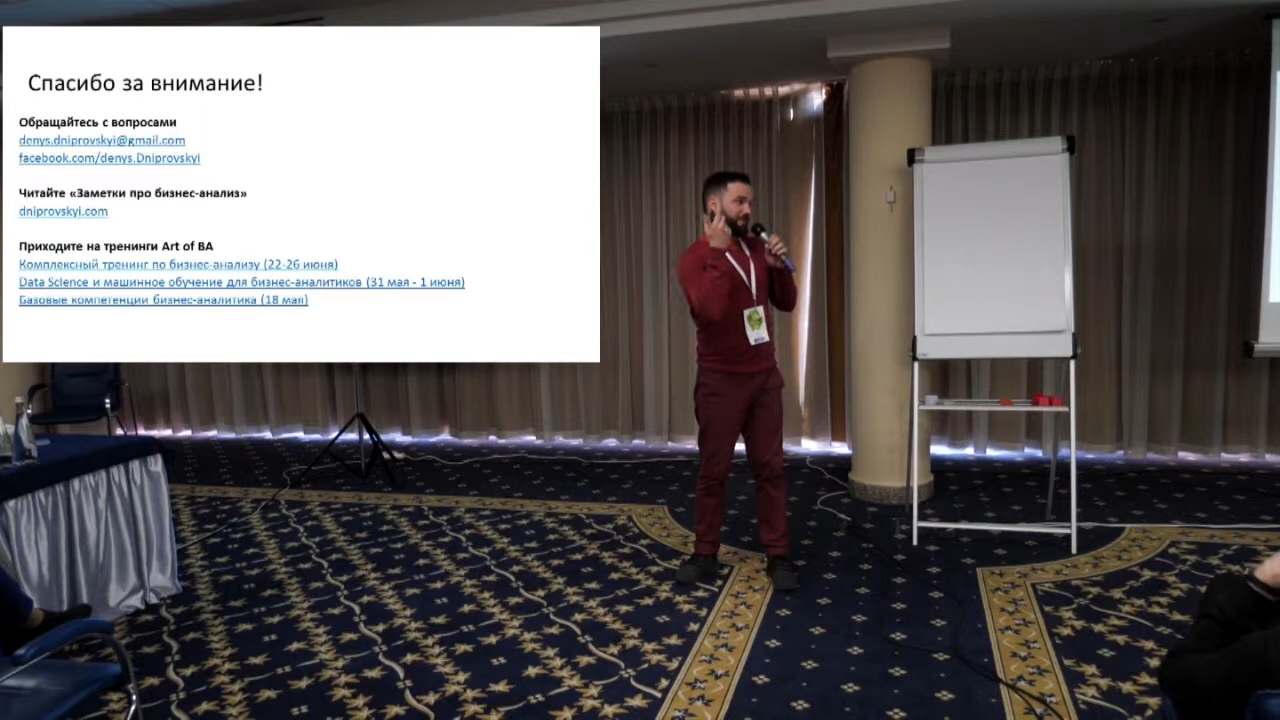 Спасибо за внимание!
Обращайтесь с вопросами
denys.dniprovskyi@gmail.com
facebook.com/denys.Dniprovskyi
Читайте «Заметки про бизнес-анализ»
dniprovskyi.com
Приходите на тренинги Art of BA
Комплексный тренинг по бизнес-анализу (22-26 июня)
Data Science и машинное обучение для бизнес-аналитиков (31 мая - 1 июня)
Базовые компетенции бизнес-аналитика (18 мая)